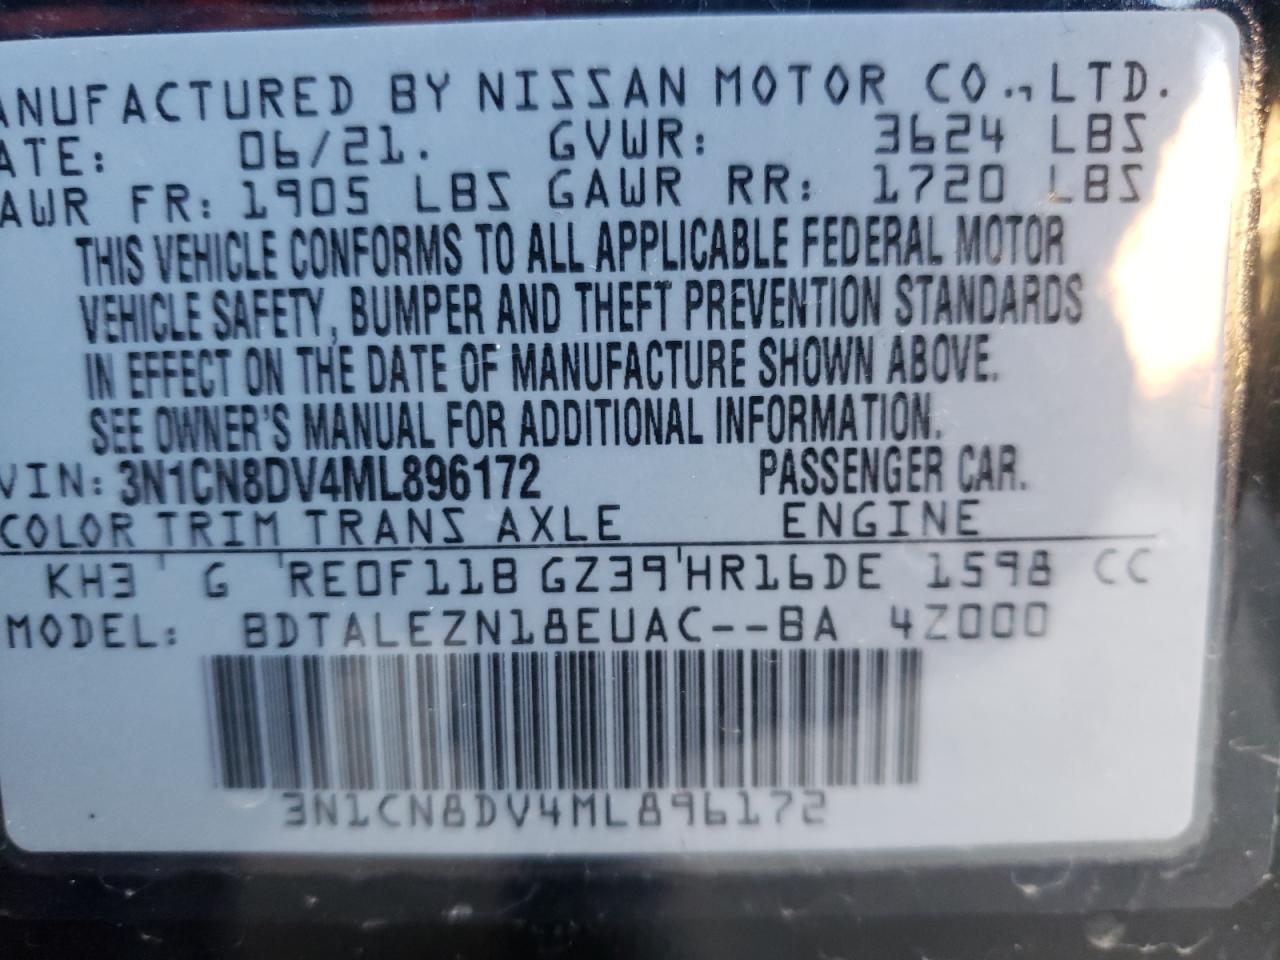 ANUFACTURED BY NISSAN MOTOR CO., LTD.
ATE: 06/21. GVWR: 3624 LBS
AWR FR: 1905 LBS GAWR RR: 1720 LBS
THIS VEHICLE CONFORMS TO ALL APPLICABLE FEDERAL MOTOR
VEHICLE SAFETY, BUMPER AND THEFT PREVENTION STANDARDS
IN EFFECT ON THE DATE OF MANUFACTURE SHOWN ABOVE.
SEE OWNER'S MANUAL FOR ADDITIONAL INFORMATION.
VIN: 3N1CN8DV4ML896172 PASSENGER CAR.
COLOR TRIM TRANS AXLE ENGINE
KH3 G RE0F11B GZ39 HR16DE 1598 CC
MODEL: BDTALEZN18EUAC--BA 4Z000
3N1CN8DV4ML896172